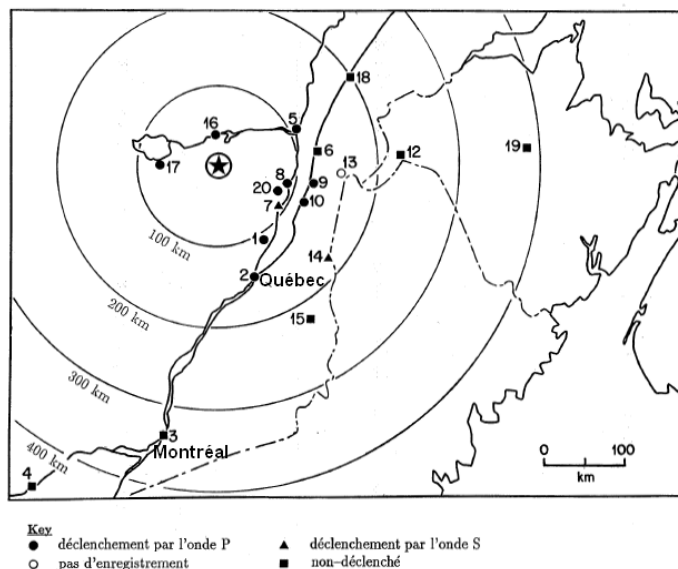 18
5
16
6
17
13
12
19
8
20
9
7
10
1
100 km
14
2
Québec
200 km
15
300 km
3
Montréal
400 km
4
0 100
km
Key
● déclenchement par l'onde P ▲ déclenchement par l'onde S
○ pas d'enregistrement ■ non-déclenché